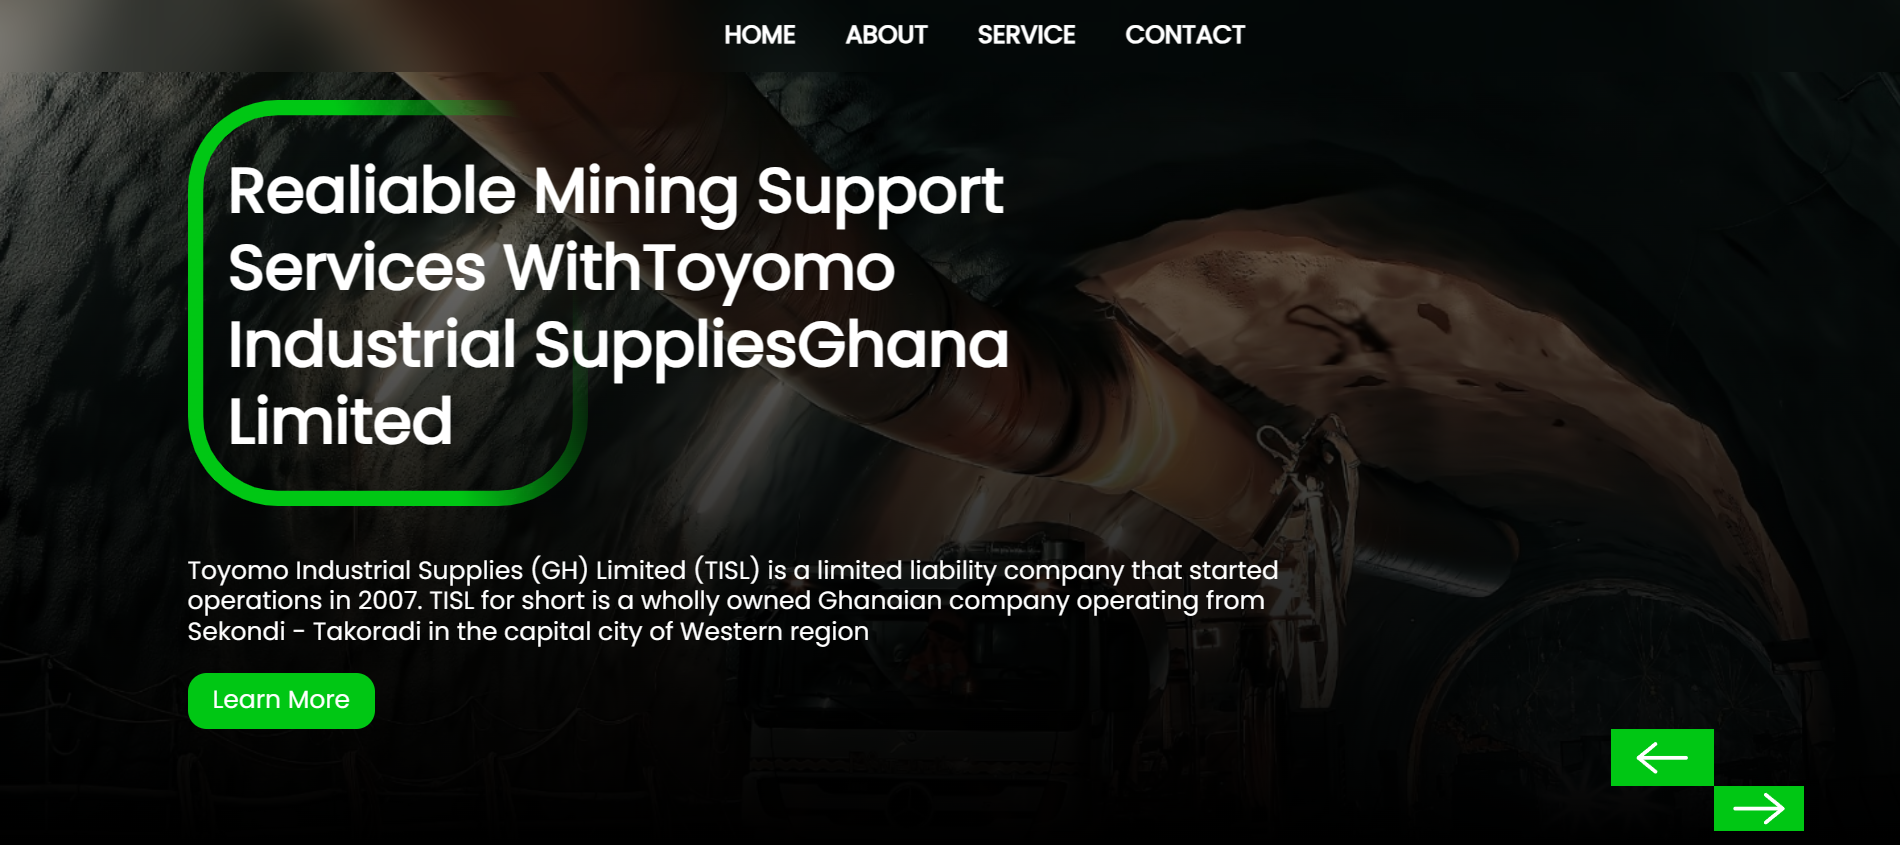 HOME ABOUT SERVICE CONTACT
Realiable Mining Support
Services WithToyomo
Industrial SuppliesGhana
Limited
Toyomo Industrial Supplies (GH) Limited (TISL) is a limited liability company that started
operations in 2007. TISL for short is a wholly owned Ghanaian company operating from
Sekondi - Takoradi in the capital city of Western region
Learn More